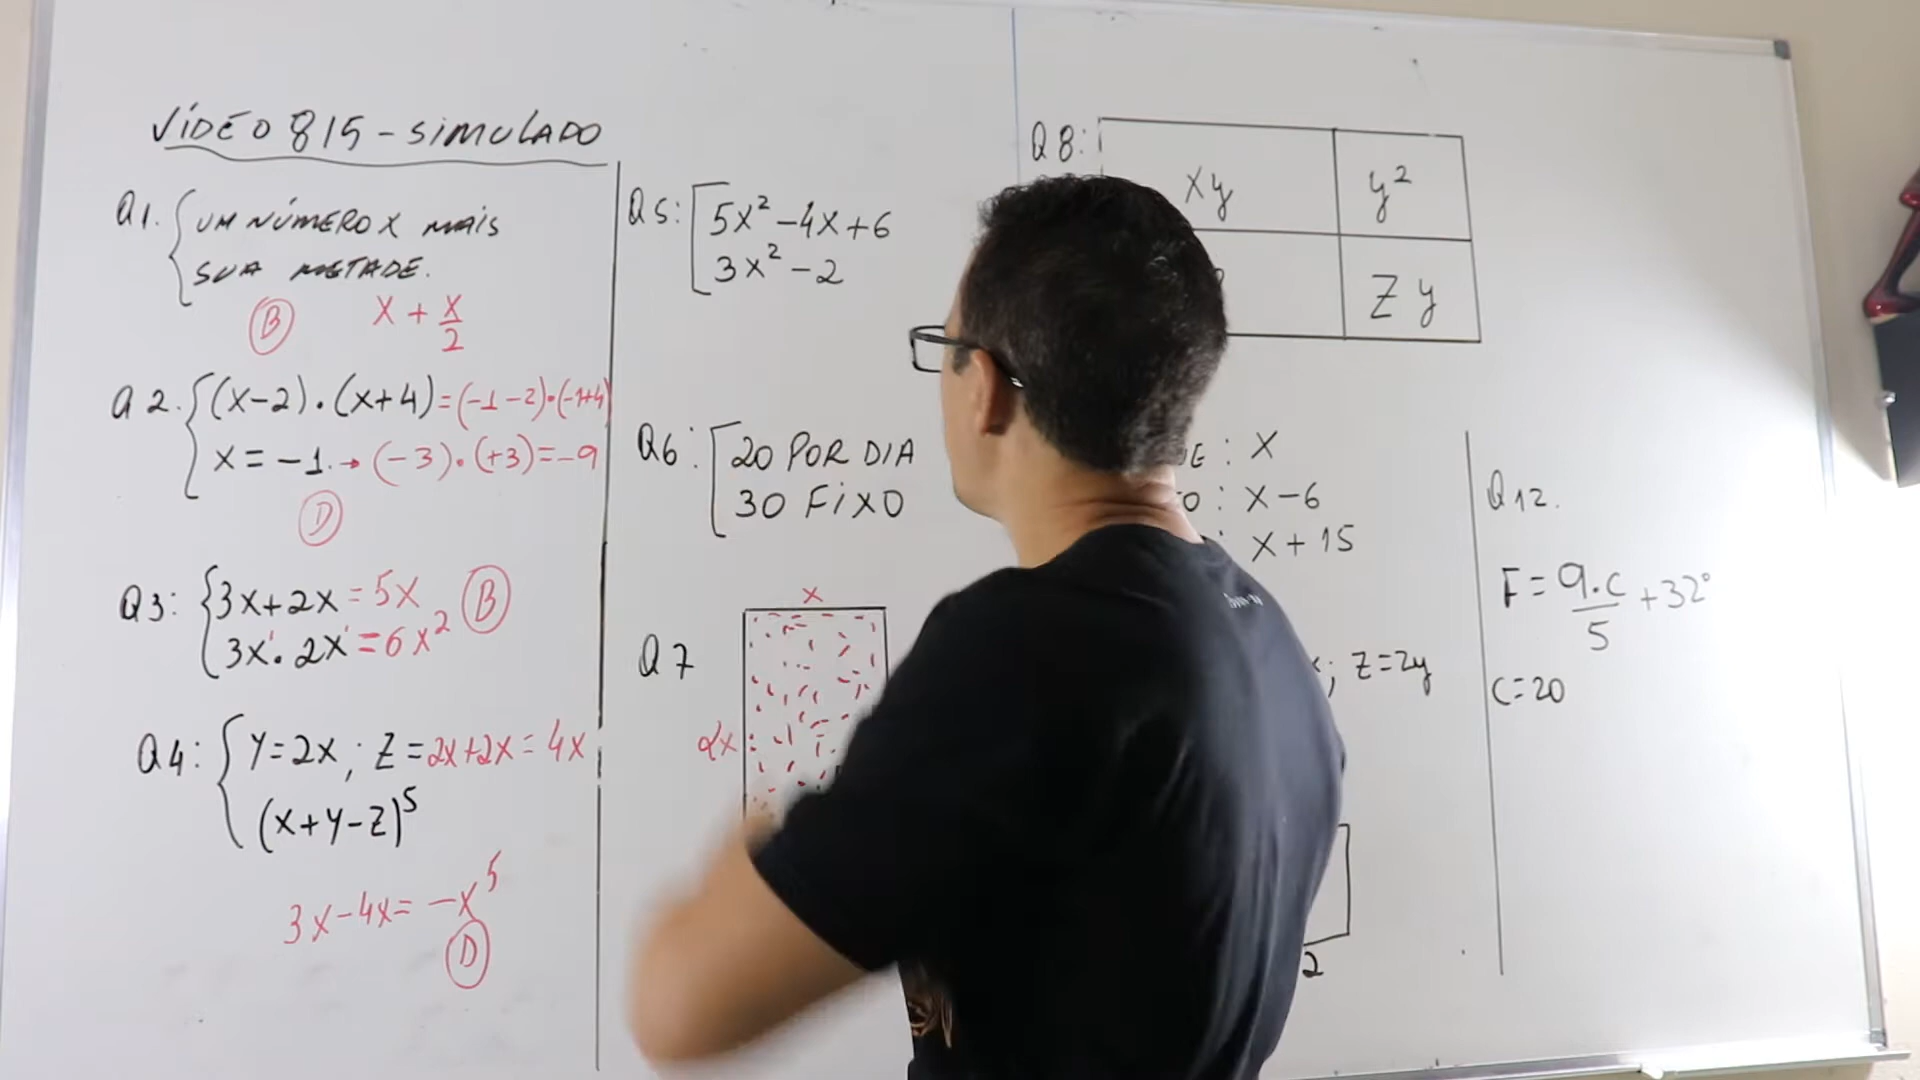 VÍDEO 815 - SIMULADO
Q1. UM NÚMERO X MAIS
SUA METADE.
B X + X/2
Q2. (X-2).(X+4)=(-1-2).(-1+4)
X=-1.→(-3).(+3)=-9
D
Q3: 3X+2X=5X B
3X¹.2X¹=6X²
Q4: Y=2X; Z=2X+2X=4X
(X+Y-Z)⁵
3X-4X=-X⁵
D
Q5: 5X²-4X+6
3X²-2
Q6: 20 POR DIA
30 FIXO
Q7
X
2X
Q8:
Xy y²
Zy
: X
: X-6
X+15
; Z=2y
2
Q12.
F=9.C/5+32°
C=20